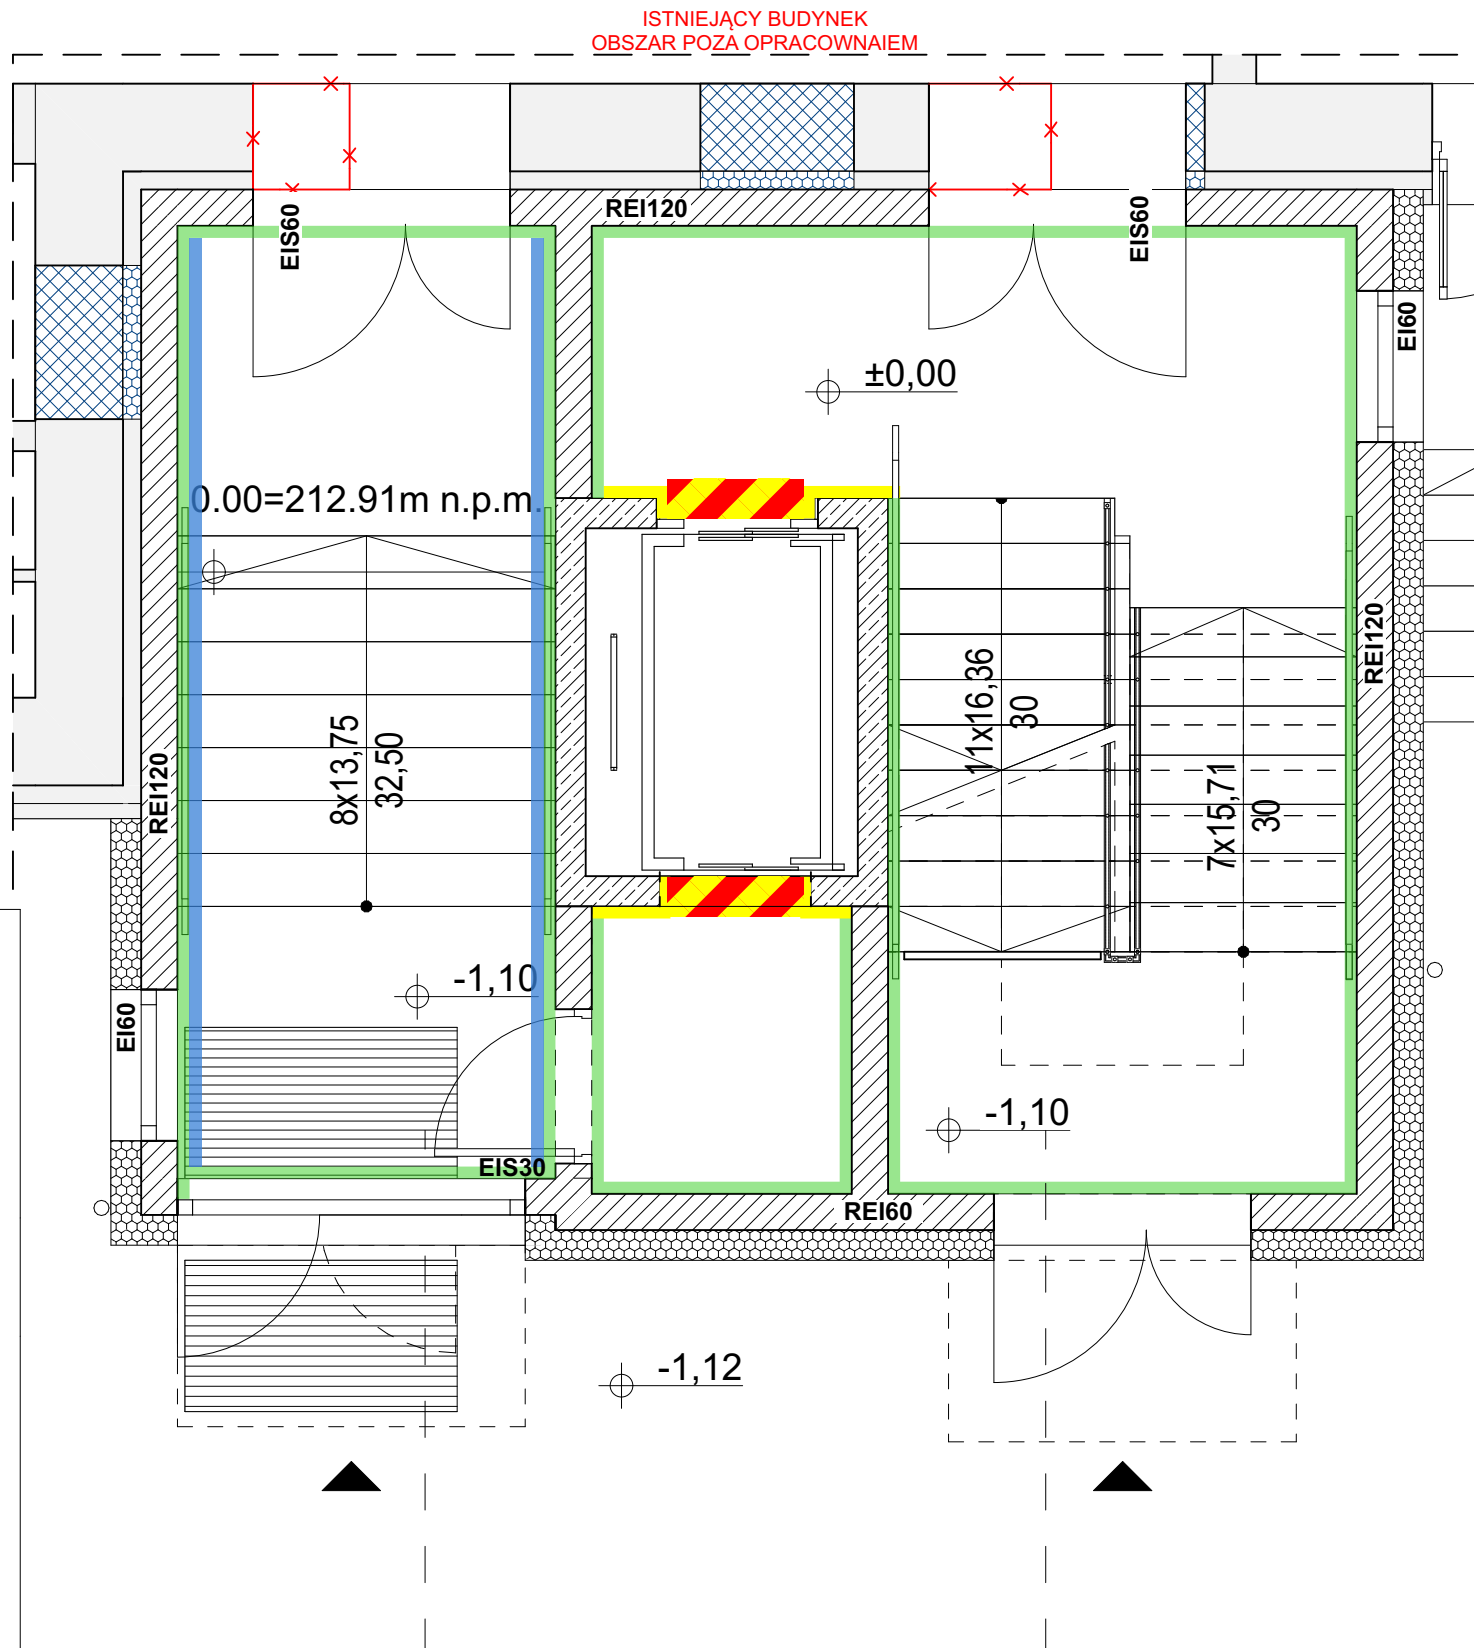 ISTNIEJĄCY BUDYNEK
OBSZAR POZA OPRACOWNAIEM
REI120
EIS60
EIS60
EI60
±0,00
0.00=212.91m n.p.m.
11x16,36
30
REI120
8x13,75
32,50
REI120
7x15,71
30
-1,10
EI60
-1,10
EIS30
REI60
-1,12